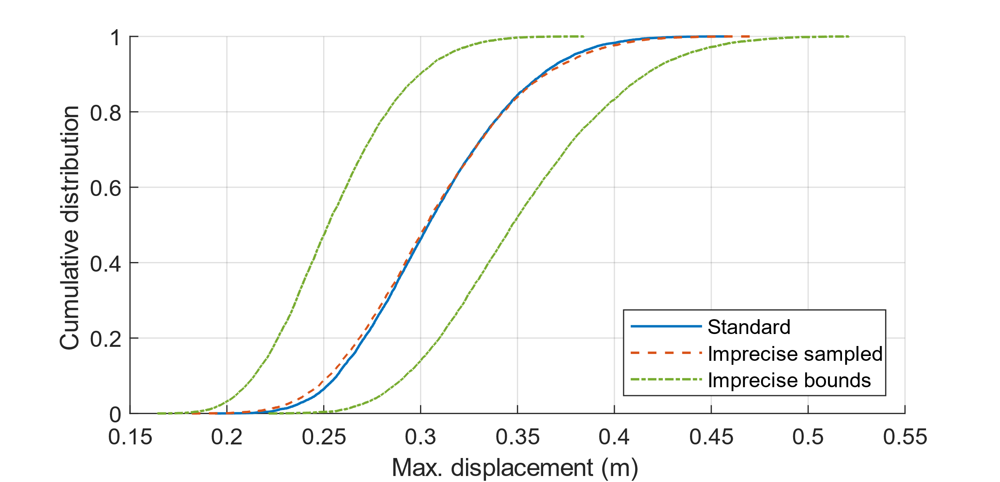 Cumulative distribution
1
0.8
0.6
0.4
0.2
0
0.15 0.2 0.25 0.3 0.35 0.4 0.45 0.5 0.55
Max. displacement (m)
Standard
Imprecise sampled
Imprecise bounds